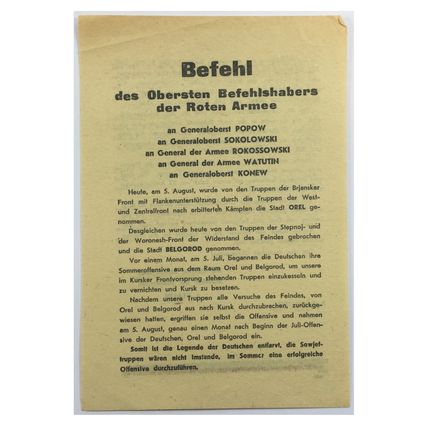 Befehl
des Obersten Befehlshabers
der Roten Armee
an Generaloberst POPOW
an Generaloberst SOKOLOWSKI
an General der Armee ROKOSSOWSKI
an General der Armee WATUTIN
an Generaloberst KONEW
Heute, am 5. August, wurde von den Truppen der Brjansker
Front mit Flankenunterstützung durch die Truppen der West-
und Zentralfront nach erbitterten Kämpfen die Stadt OREL ge-
nommen.
Desgleichen wurde heute von den Truppen der Stepnoj- und
der Woronesh-Front der Widerstand des Feindes gebrochen
und die Stadt BELGOROD genommen.
Vor einem Monat, am 5. Juli, begannen die Deutschen ihre
Sommeroffensive aus dem Raum Orel und Belgorod, um unsere
im Kursker Frontvorsprung stehenden Truppen einzukesseln und
zu vernichten und Kursk zu besetzen.
Nachdem unsere Truppen alle Versuche des Feindes, von
Orel und Belgorod aus nach Kursk durchzubrechen, zurückge-
wiesen hatten, ergriffen sie selbst die Offensive und nahmen
am 5. August, genau einen Monat nach Beginn der Juli-Offen-
sive der Deutschen, Orel und Belgorod ein.
Somit ist die Legende der Deutschen entlarvt, die Sowjet-
truppen wären nicht imstande, im Sommer eine erfolgreiche
Offensive durchzuführen.